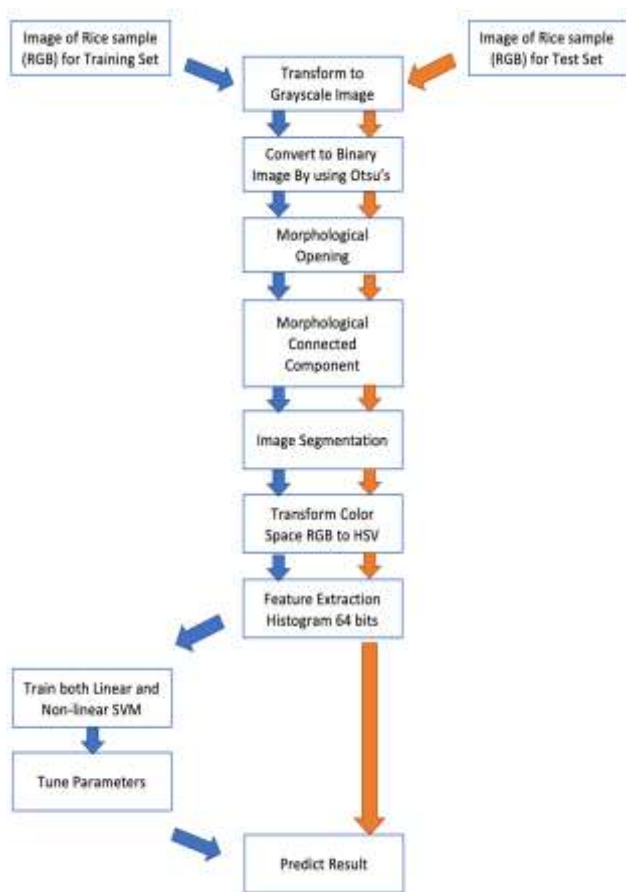 Image of Rice sample
(RGB) for Training Set
Image of Rice sample
(RGB) for Test Set
Transform to
Grayscale Image
Convert to Binary
Image By using Otsu's
Morphological
Opening
Morphological
Connected
Component
Image Segmentation
Transform Color
Space RGB to HSV
Feature Extraction
Histogram 64 bits
Train both Linear and
Non-linear SVM
Tune Parameters
Predict Result